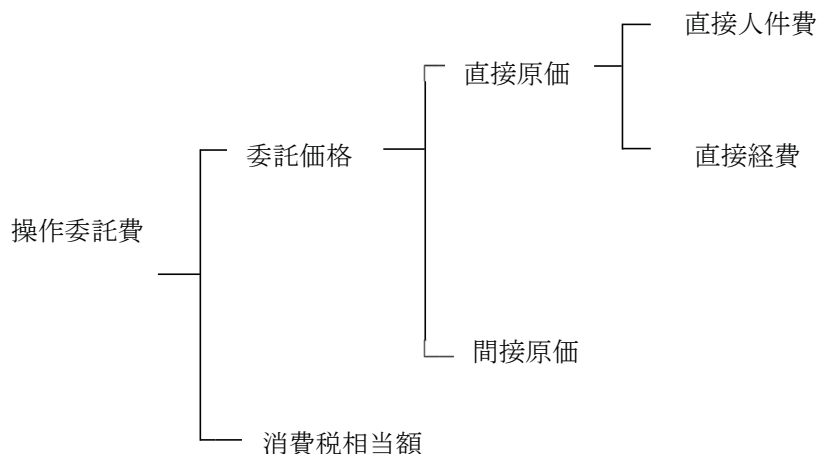 直接人件費
直接原価
委託価格
直接経費
操作委託費
間接原価
消費税相当額